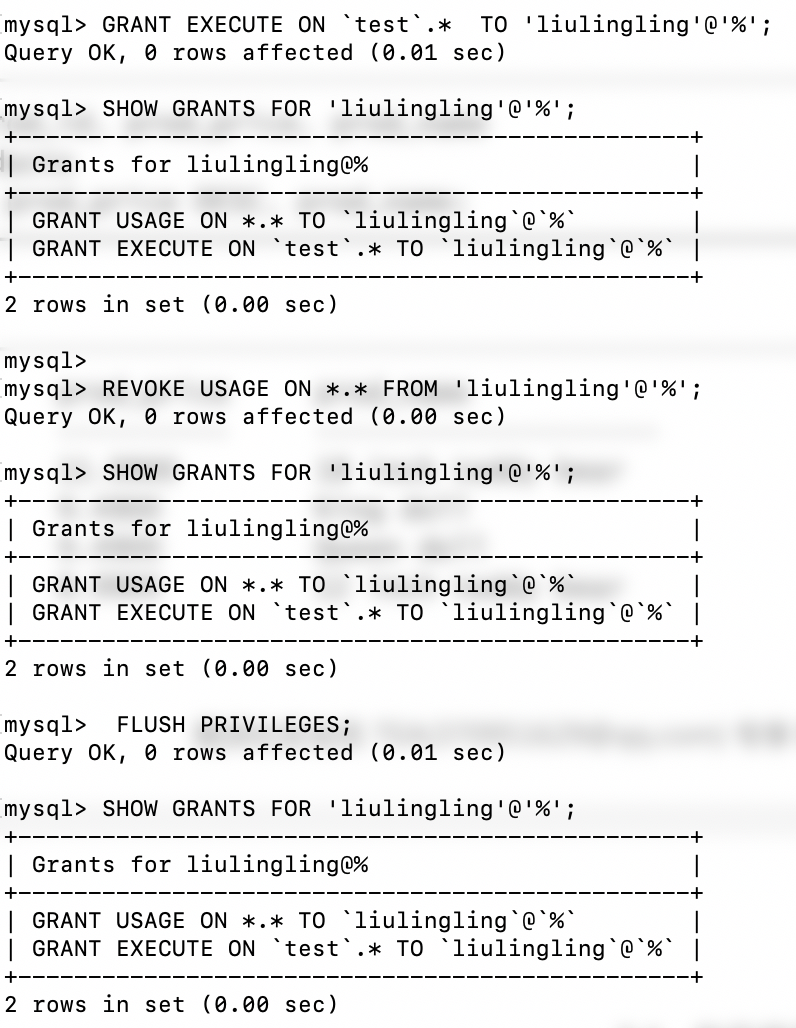 mysql> GRANT EXECUTE ON `test`.*  TO 'liulingling'@'%';
Query OK, 0 rows affected (0.01 sec)
mysql> SHOW GRANTS FOR 'liulingling'@'%';
+------------------------------------------------+
| Grants for liulingling@%                       |
+------------------------------------------------+
| GRANT USAGE ON *.* TO `liulingling`@`%`        |
| GRANT EXECUTE ON `test`.* TO `liulingling`@`%` |
+------------------------------------------------+
2 rows in set (0.00 sec)
mysql>
mysql> REVOKE USAGE ON *.* FROM 'liulingling'@'%';
Query OK, 0 rows affected (0.00 sec)
mysql> SHOW GRANTS FOR 'liulingling'@'%';
+------------------------------------------------+
| Grants for liulingling@%                       |
+------------------------------------------------+
| GRANT USAGE ON *.* TO `liulingling`@`%`        |
| GRANT EXECUTE ON `test`.* TO `liulingling`@`%` |
+------------------------------------------------+
2 rows in set (0.00 sec)
mysql>  FLUSH PRIVILEGES;
Query OK, 0 rows affected (0.01 sec)
mysql> SHOW GRANTS FOR 'liulingling'@'%';
+------------------------------------------------+
| Grants for liulingling@%                       |
+------------------------------------------------+
| GRANT USAGE ON *.* TO `liulingling`@`%`        |
| GRANT EXECUTE ON `test`.* TO `liulingling`@`%` |
+------------------------------------------------+
2 rows in set (0.00 sec)